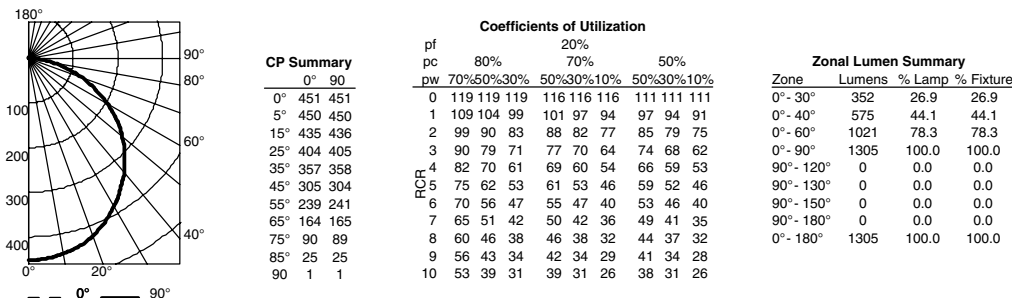 180°
90°
80°
100
60°
200
300
40°
400
0° 20°
0° 90°
CP Summary
0° 90
0° 451 451
5° 450 450
15° 435 436
25° 404 405
35° 357 358
45° 305 304
55° 239 241
65° 164 165
75° 90 89
85° 25 25
90 1 1
Coefficients of Utilization
pf 20%
pc 80% 70% 50%
pw 70%50%30% 50%30%10% 50%30%10%
RCR
0 119 119 119 116 116 116 111 111 111
1 109 104 99 101 97 94 97 94 91
2 99 90 83 88 82 77 85 79 75
3 90 79 71 77 70 64 74 68 62
4 82 70 61 69 60 54 66 59 53
5 75 62 53 61 53 46 59 52 46
6 70 56 47 55 47 40 53 46 40
7 65 51 42 50 42 36 49 41 35
8 60 46 38 46 38 32 44 37 32
9 56 43 34 42 34 29 41 34 28
10 53 39 31 39 31 26 38 31 26
Zonal Lumen Summary
Zone Lumens % Lamp % Fixture
0°- 30° 352 26.9 26.9
0°- 40° 575 44.1 44.1
0°- 60° 1021 78.3 78.3
0°- 90° 1305 100.0 100.0
90°- 120° 0 0.0 0.0
90°- 130° 0 0.0 0.0
90°- 150° 0 0.0 0.0
90°- 180° 0 0.0 0.0
0°- 180° 1305 100.0 100.0